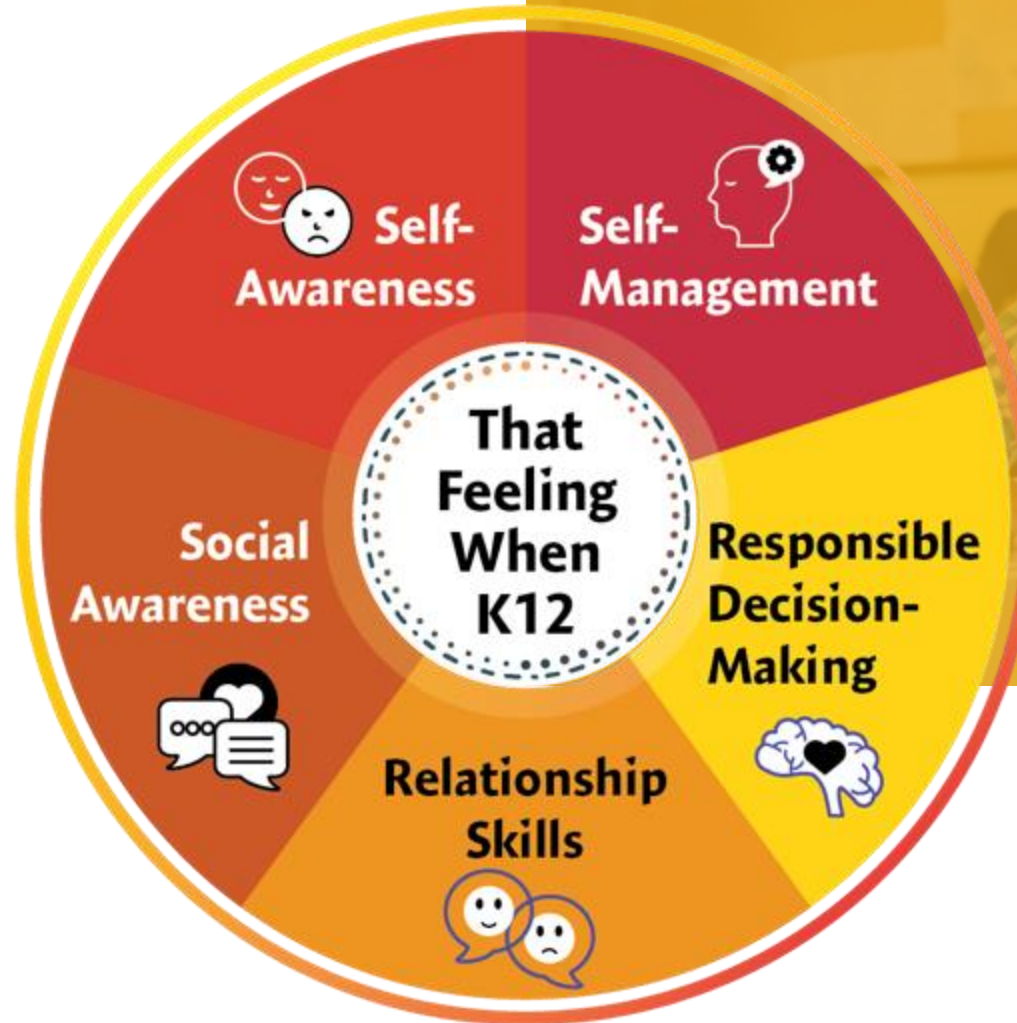 Self-
Awareness
Self-
Management
That
Feeling
When
K12
Social
Awareness
Responsible
Decision-
Making
Relationship
Skills